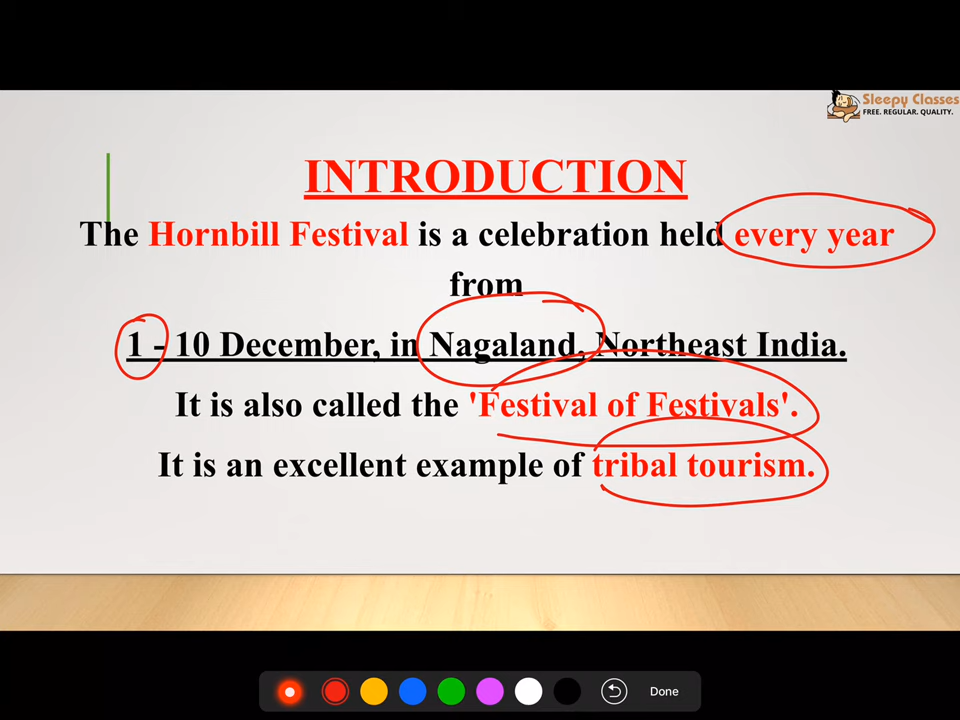 Sleepy Classes
FREE. REGULAR. QUALITY.
INTRODUCTION
The Hornbill Festival is a celebration held every year
from
1 - 10 December, in Nagaland, Northeast India.
It is also called the 'Festival of Festivals'.
It is an excellent example of tribal tourism.
Done